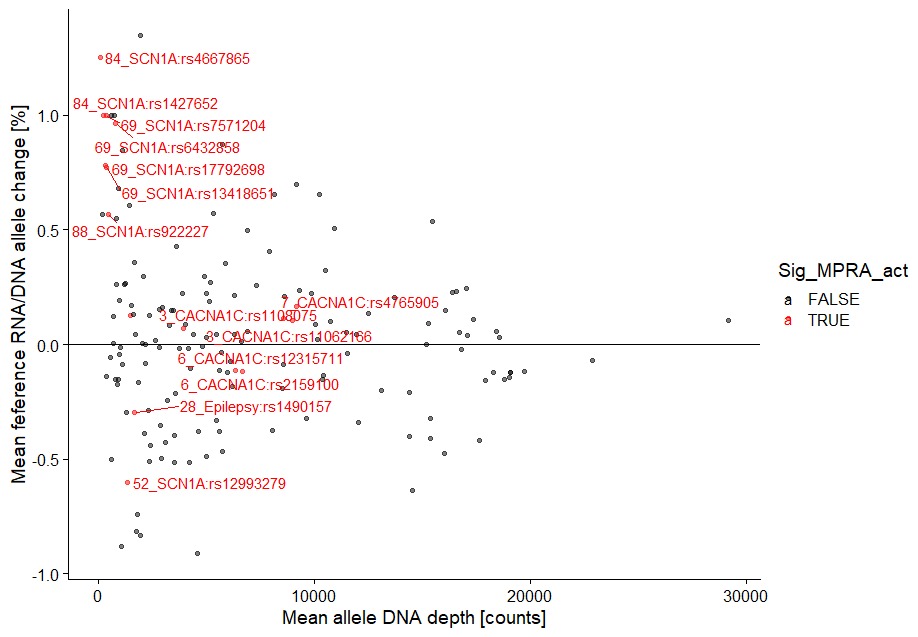 84_SCN1A:rs4667865
84_SCN1A:rs1427652
69_SCN1A:rs7571204
69_SCN1A:rs6432858
69_SCN1A:rs17792698
69_SCN1A:rs13418651
88_SCN1A:rs922227
7_CACNA1C:rs4765905
3_CACNA1C:rs1108075
3_CACNA1C:rs11062166
6_CACNA1C:rs12315711
6_CACNA1C:rs2159100
28_Epilepsy:rs1490157
52_SCN1A:rs12993279
1.0
0.5
0.0
-0.5
-1.0
Mean feference RNA/DNA allele change [%]
0
10000
20000
30000
Mean allele DNA depth [counts]
Sig_MPRA_act
a FALSE
a TRUE